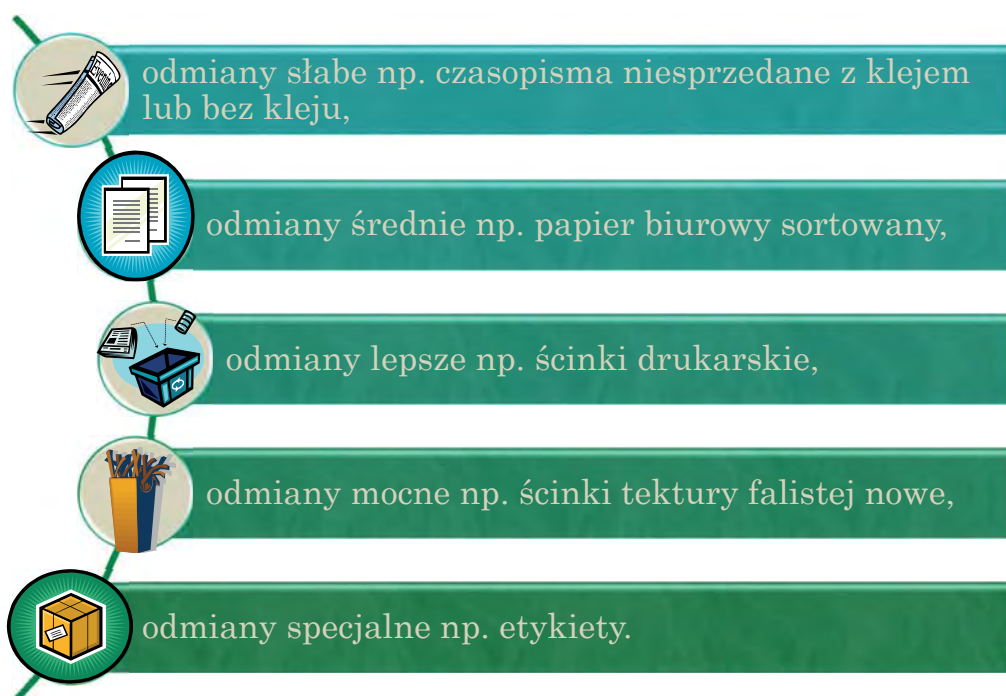 odmiany słabe np. czasopisma niesprzedane z klejem
lub bez kleju,
odmiany średnie np. papier biurowy sortowany,
odmiany lepsze np. ścinki drukarskie,
odmiany mocne np. ścinki tektury falistej nowe,
odmiany specjalne np. etykiety.